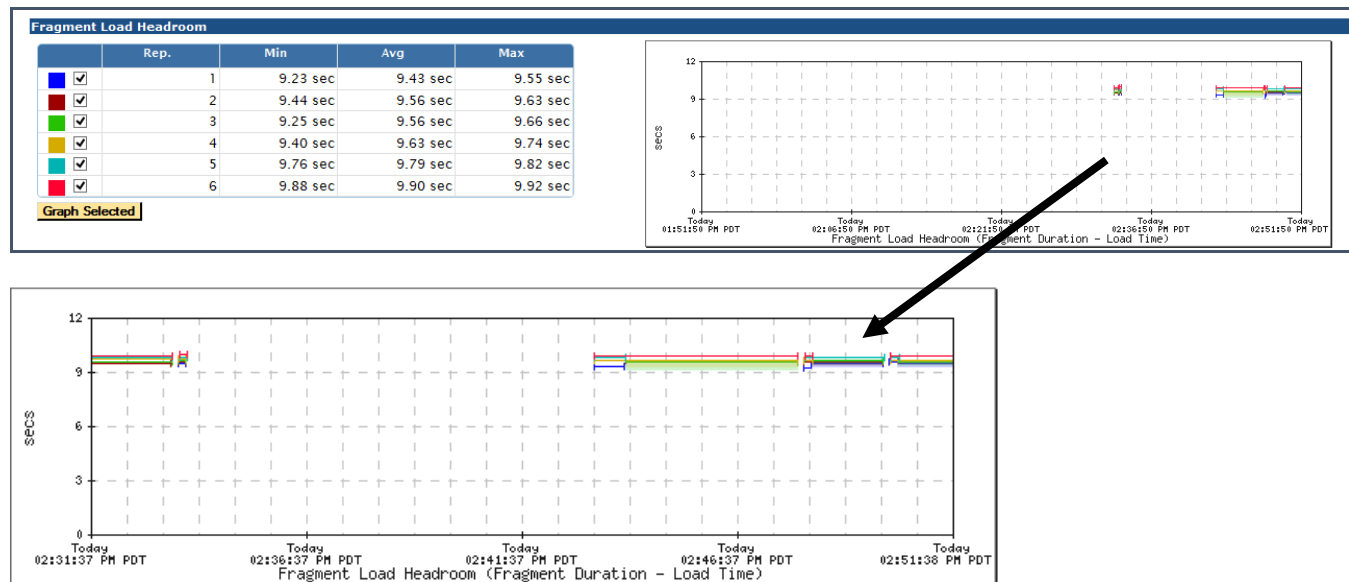 Fragment Load Headroom
Rep. Min Avg Max
1 9.23 sec 9.43 sec 9.55 sec
2 9.44 sec 9.56 sec 9.63 sec
3 9.25 sec 9.56 sec 9.66 sec
4 9.40 sec 9.63 sec 9.74 sec
5 9.76 sec 9.79 sec 9.82 sec
6 9.88 sec 9.90 sec 9.92 sec
Graph Selected
12
9
6
3
0
secs
Today Today Today Today Today
01:51:50 PM PDT 02:06:50 PM PDT 02:21:50 PM PDT 02:36:50 PM PDT 02:51:50 PM PDT
Fragment Load Headroom (Fragment Duration - Load Time)
12
9
6
3
0
secs
Today Today Today Today Today
02:31:37 PM PDT 02:36:37 PM PDT 02:41:37 PM PDT 02:46:37 PM PDT 02:51:38 PM PDT
Fragment Load Headroom (Fragment Duration - Load Time)